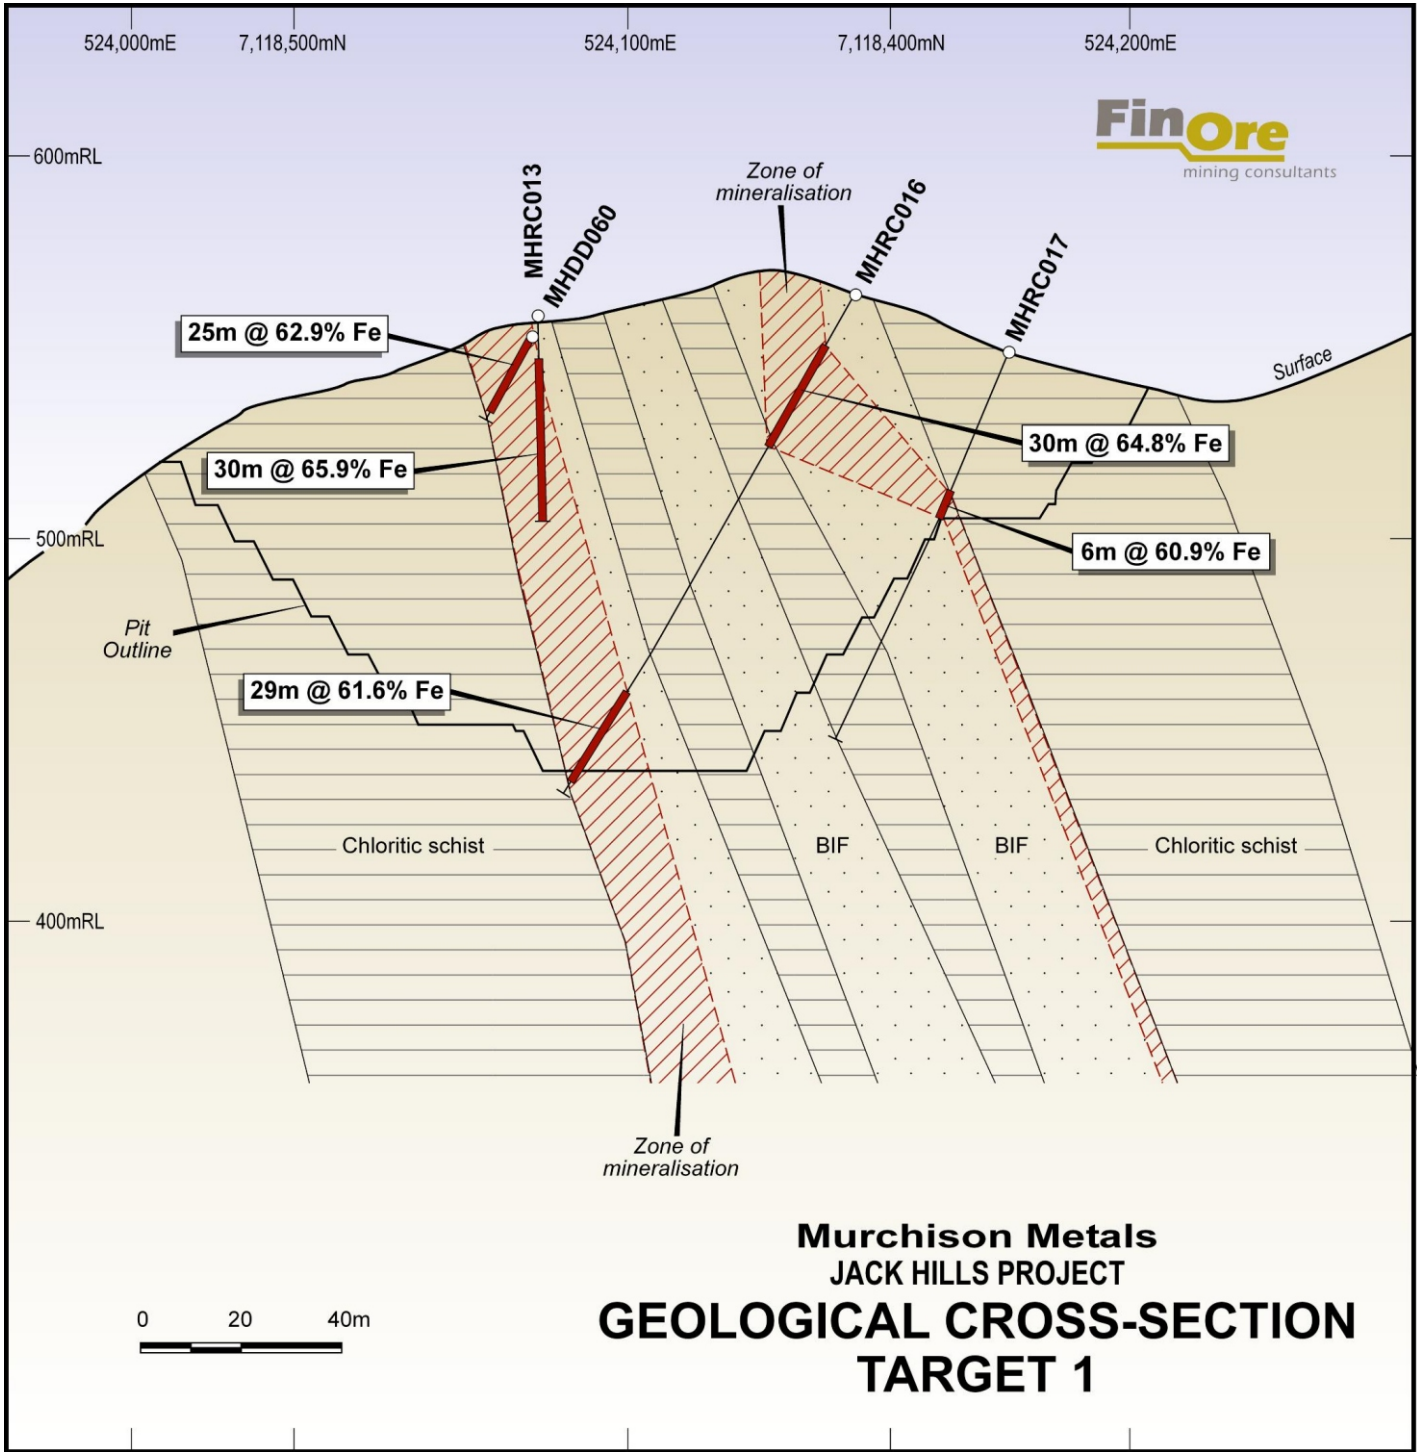 524,000mE
7,118,500mN
524,100mE
7,118,400mN
524,200mE
FinOre
mining consultants
600mRL
MHRC013
MHDD060
Zone of
mineralisation
MHRC016
MHRC017
25m @ 62.9% Fe
Surface
30m @ 64.8% Fe
30m @ 65.9% Fe
500mRL
6m @ 60.9% Fe
Pit
Outline
29m @ 61.6% Fe
Chloritic schist
BIF
BIF
Chloritic schist
400mRL
Zone of
mineralisation
Murchison Metals
JACK HILLS PROJECT
GEOLOGICAL CROSS-SECTION
TARGET 1
0 20 40m